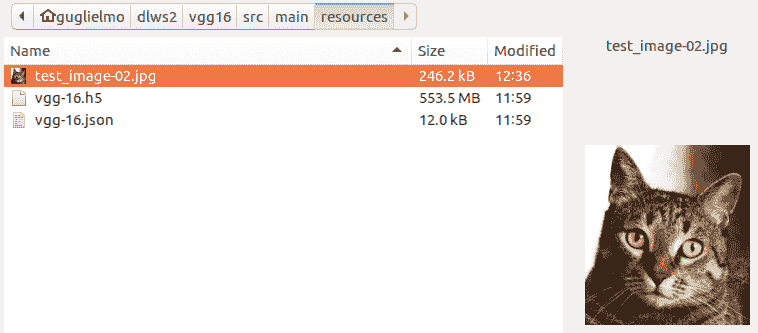 guglielmo dlws2 vgg16 src main resources
Name Size Modified
test_image-02.jpg 246.2 kB 12:36
vgg-16.h5 553.5 MB 11:59
vgg-16.json 12.0 kB 11:59
test_image-02.jpg